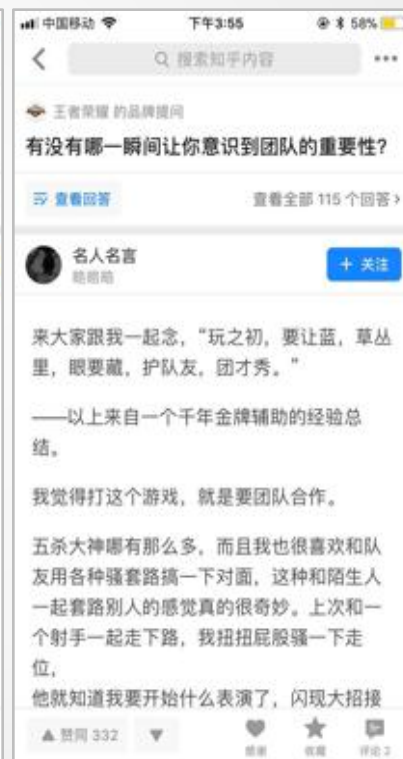 中国移动 下午3:55 58%
搜索知乎内容
王者荣耀 的品牌提问
有没有哪一瞬间让你意识到团队的重要性?
查看回答 查看全部 115 个回答 >
名人名言
皓皓皓
+ 关注
来大家跟我一起念,“玩之初,要让蓝,草丛
里,眼要藏,护队友,团才秀。”
——以上来自一个千年金牌辅助的经验总
结。
我觉得打这个游戏,就是要团队合作。
五杀大神哪有那么多,而且我也很喜欢和队
友用各种骚套路搞一下对面,这种和陌生人
一起套路别人的感觉真的很奇妙。上次和一
个射手一起走下路,我扭扭屁股骚一下走
位,
他就知道我要开始什么表演了,闪现大招接
赞同 332
感谢 收藏 评论 2